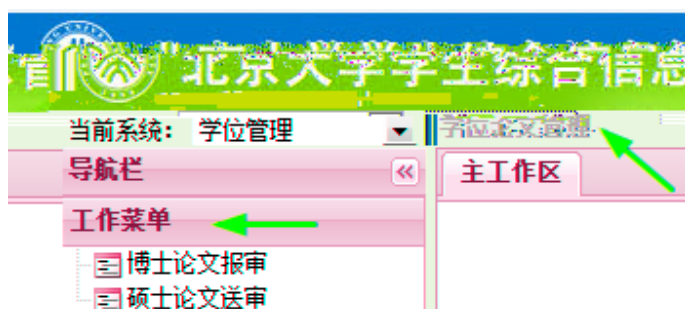 北京大学学生综合信息
当前系统： 学位管理 学位论文管理
导航栏 主工作区
工作菜单
博士论文报审
硕士论文送审